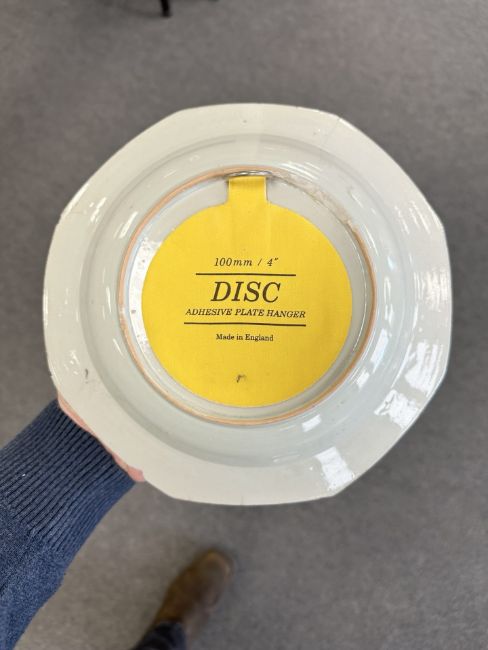 100mm / 4"
DISC
ADHESIVE PLATE HANGER
Made in England